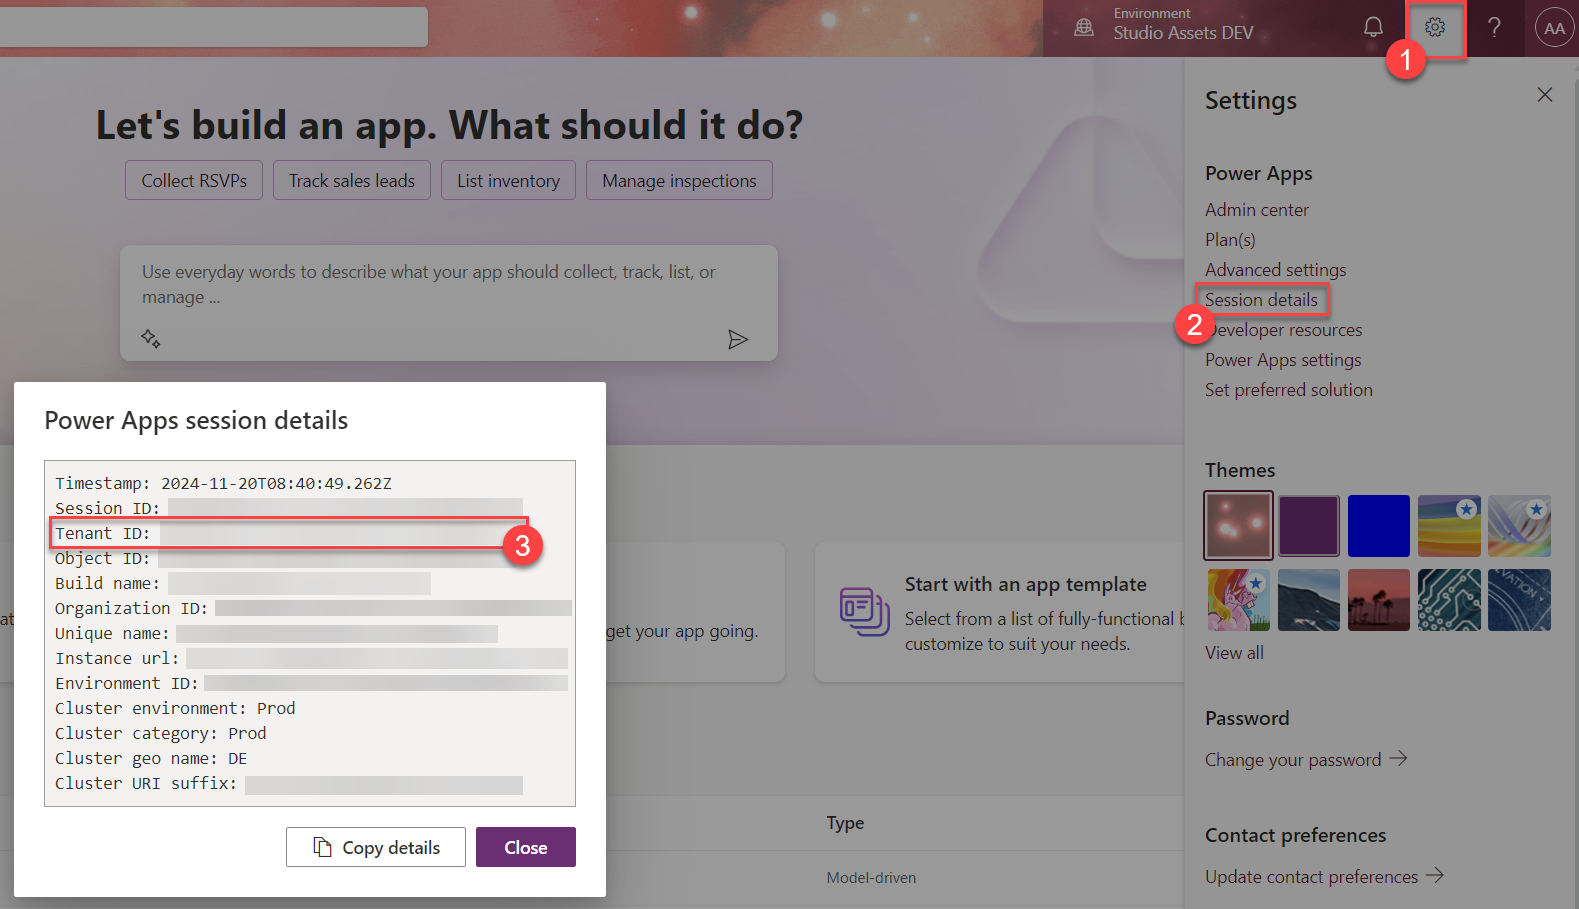 Environment
Studio Assets DEV
AA
1
Settings
Let's build an app. What should it do?
Collect RSVPs
Track sales leads
List inventory
Manage inspections
Use everyday words to describe what your app should collect, track, list, or
manage ...
Power Apps
Admin center
Plan(s)
Advanced settings
Session details
2
Developer resources
Power Apps settings
Set preferred solution
Themes
View all
Password
Change your password
Contact preferences
Update contact preferences
Power Apps session details
Timestamp: 2024-11-20T08:40:49.262Z
Session ID:
Tenant ID:
3
Object ID:
Build name:
Organization ID:
Unique name:
Instance url:
Environment ID:
Cluster environment: Prod
Cluster category: Prod
Cluster geo name: DE
Cluster URI suffix:
Copy details
Close
get your app going.
Start with an app template
Select from a list of fully-functional
customize to suit your needs.
Type
Model-driven